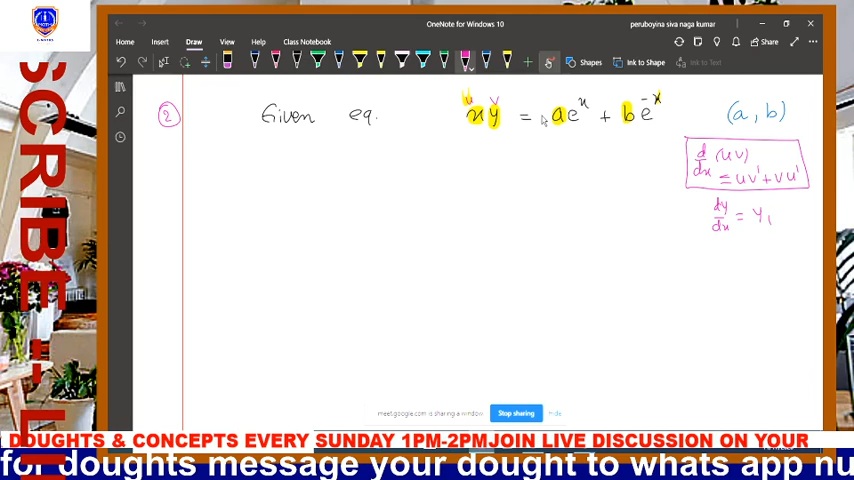 OneNote for Windows 10
peruboyina siva naga kumar
Home Insert Draw View Help Class Notebook
Share
Shapes
Ink to Shape
Ink to Text
② Given eq. xy = ae^x + be^-x (a, b)
u v
d/dx (uv)
≤ uv' + vu'
dy/dx = y₁
meet.google.com is sharing a window
Stop sharing
Hide
SCRIBE -- L
DOUGHTS & CONCEPTS EVERY SUNDAY 1PM-2PMJOIN LIVE DISCUSSION ON YOUR
for doughts message your dought to whats app nu